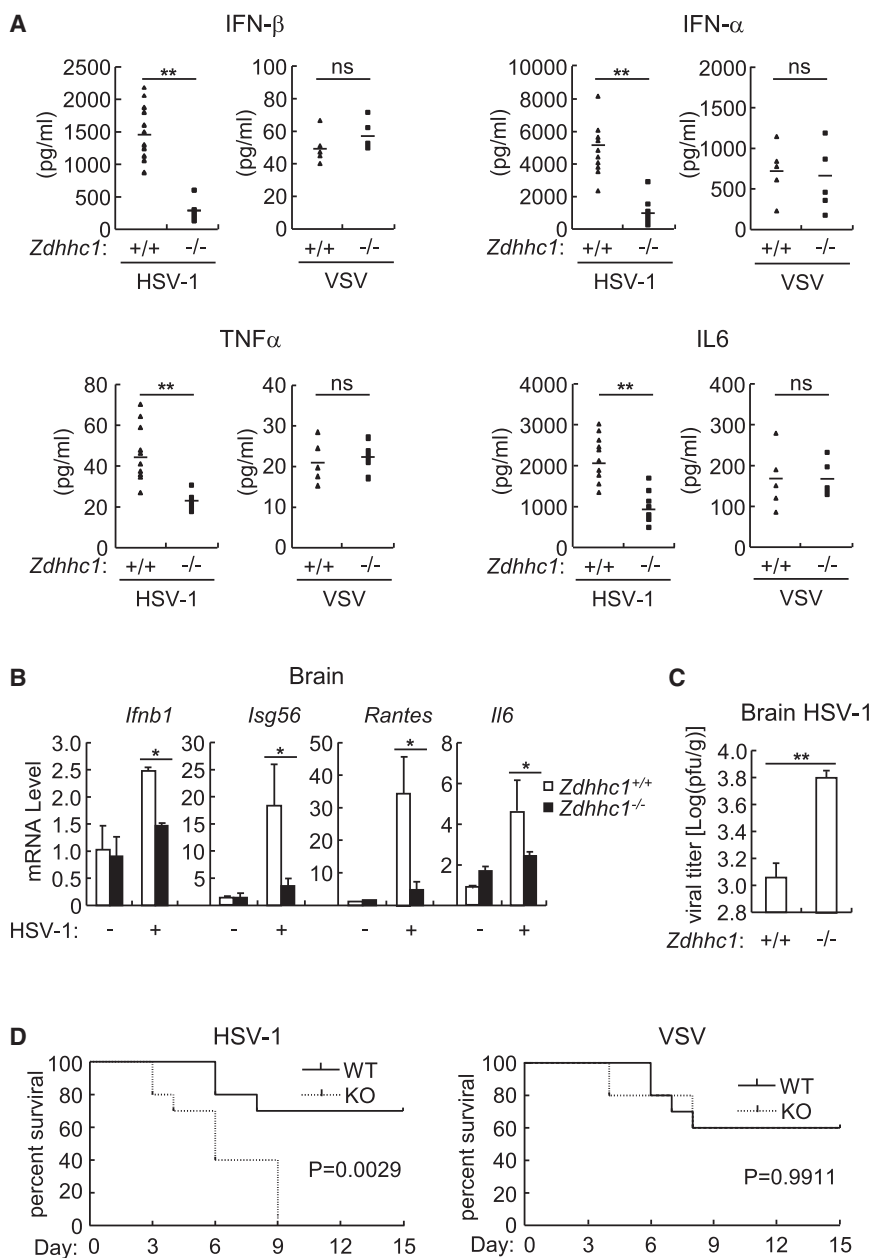 A
IFN-β
IFN-α
2500
2000
1500
1000
500
0
(pg/ml)
**
100
80
60
40
20
0
(pg/ml)
ns
10000
8000
6000
4000
2000
0
(pg/ml)
**
2000
1500
1000
500
0
(pg/ml)
ns
Zdhhc1: +/+ -/- +/+ -/- +/+ -/- +/+ -/-
HSV-1 VSV HSV-1 VSV
TNFα
IL6
80
60
40
20
0
(pg/ml)
**
40
30
20
10
0
(pg/ml)
ns
4000
3000
2000
1000
0
(pg/ml)
**
400
300
200
100
0
(pg/ml)
ns
Zdhhc1: +/+ -/- +/+ -/- Zdhhc1: +/+ -/- +/+ -/-
HSV-1 VSV HSV-1 VSV
B
Brain
Ifnb1 Isg56 Rantes Il6
mRNA Level
3.0
2.5
2.0
1.5
1.0
0.5
0
*
30
25
20
15
10
5
0
*
50
40
30
20
10
0
*
8
6
4
2
*
Zdhhc1+/+
Zdhhc1-/-
HSV-1: - + - + - + - +
C
Brain HSV-1
viral titer [Log(pfu/g)]
4.0
3.8
3.6
3.4
3.2
3.0
2.8
**
Zdhhc1: +/+ -/-
D
HSV-1
percent surviral
100
80
60
40
20
0
WT
KO
P=0.0029
Day: 0 3 6 9 12 15
VSV
percent surviral
100
80
60
40
20
0
WT
KO
P=0.9911
Day: 0 3 6 9 12 15